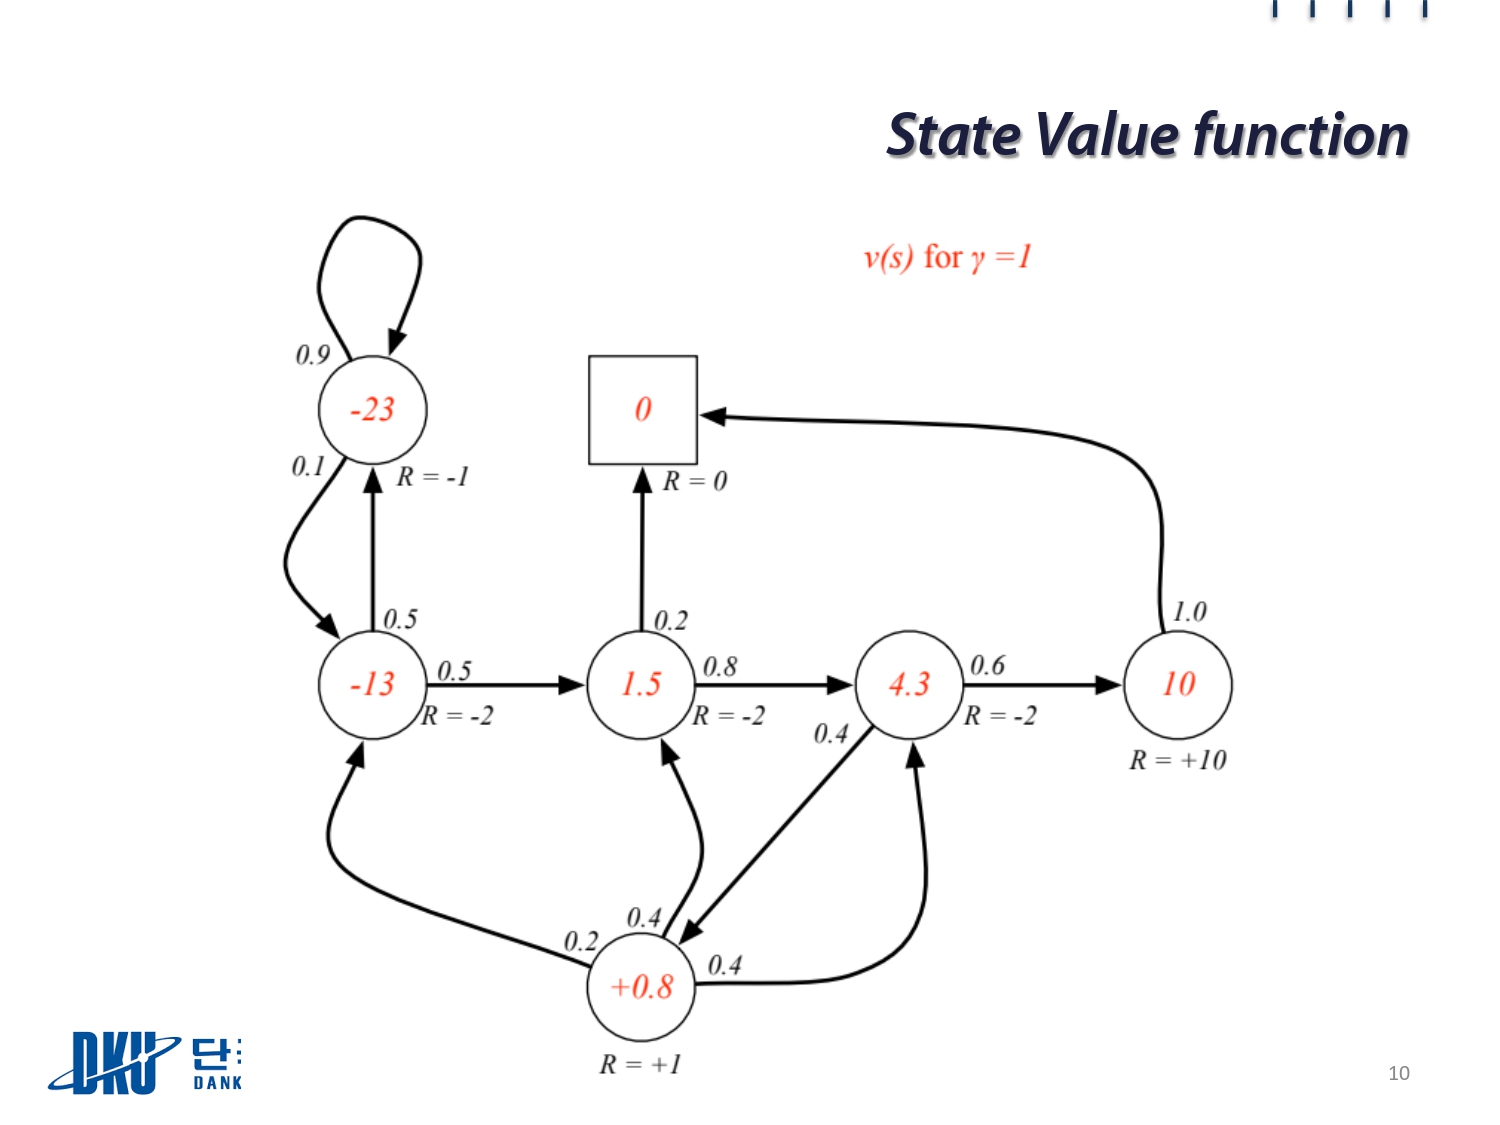 State Value function
v(s) for γ =1
0.9
-23
0
0.1
R = -1
R = 0
0.5
0.2
1.0
0.5
0.8
0.6
-13
1.5
4.3
10
R = -2
R = -2
R = -2
0.4
R = +10
0.4
0.2
0.4
+0.8
R = +1
DKU 단
DANK
10